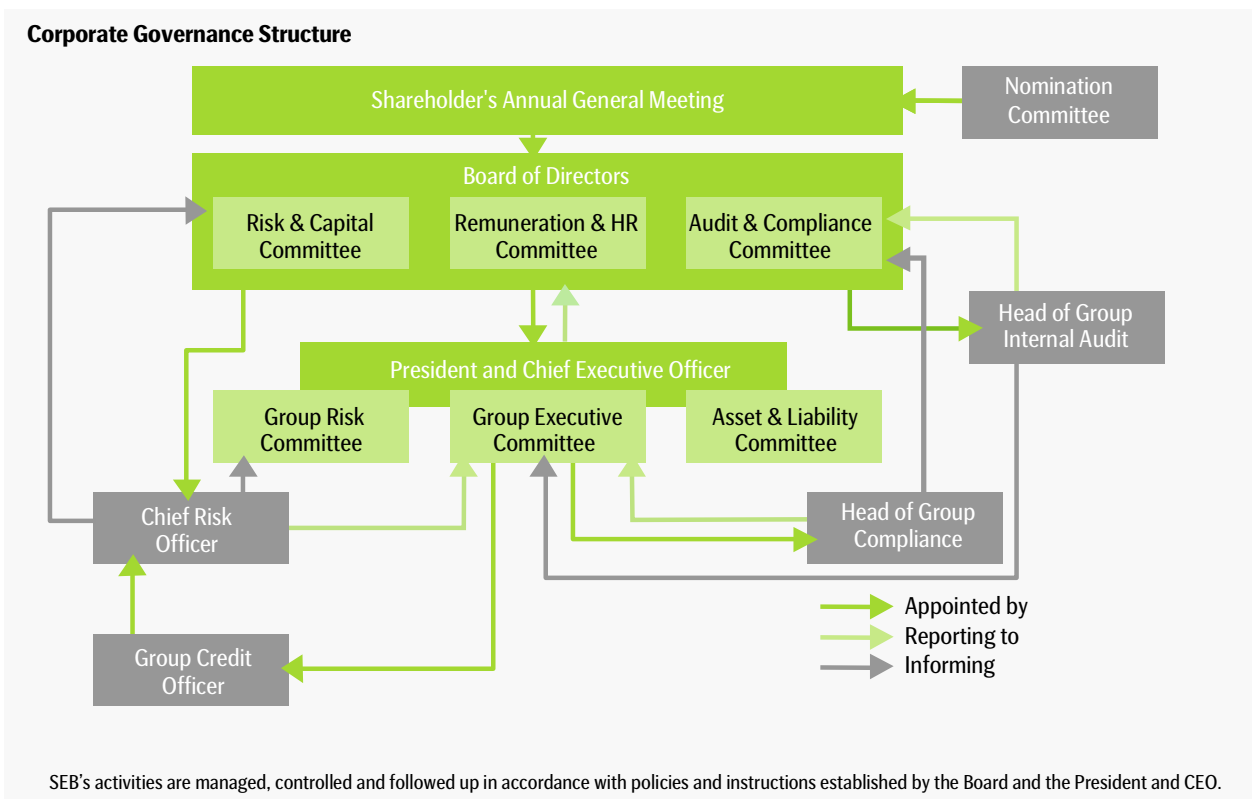 Corporate Governance Structure
Shareholder's Annual General Meeting
Nomination
Committee
Board of Directors
Risk & Capital
Committee
Remuneration & HR
Committee
Audit & Compliance
Committee
Head of Group
Internal Audit
President and Chief Executive Officer
Group Risk
Committee
Group Executive
Committee
Asset & Liability
Committee
Chief Risk
Officer
Head of Group
Compliance
Appointed by
Reporting to
Informing
Group Credit
Officer
SEB's activities are managed, controlled and followed up in accordance with policies and instructions established by the Board and the President and CEO.